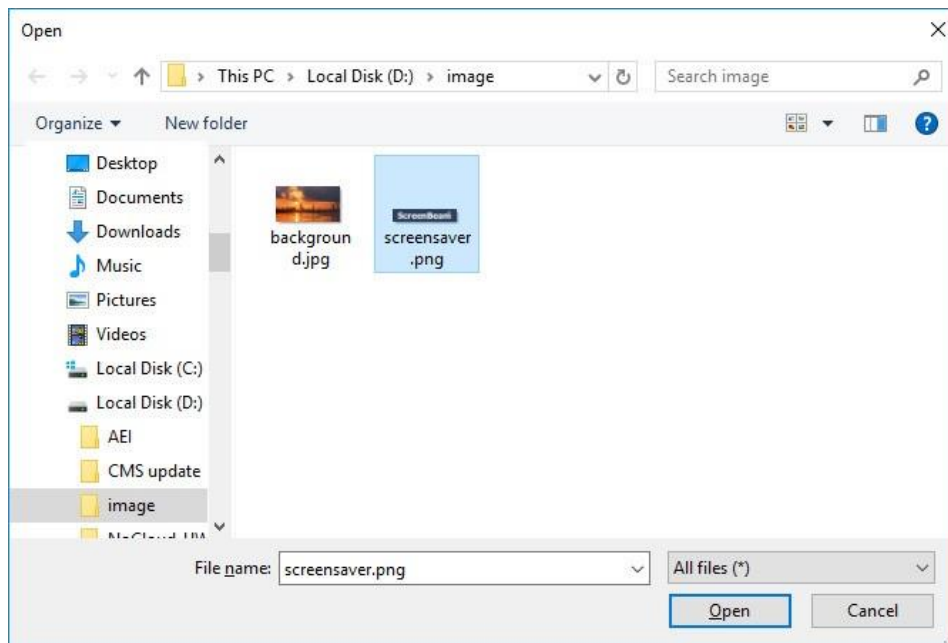 Open
This PC > Local Disk (D:) > image
Search image
Organize
New folder
Desktop
Documents
Downloads
Music
Pictures
Videos
Local Disk (C:)
Local Disk (D:)
AEI
CMS update
image
backgroun
d.jpg
ScreenBeam
screensaver
.png
File name:
screensaver.png
All files (*)
Open
Cancel